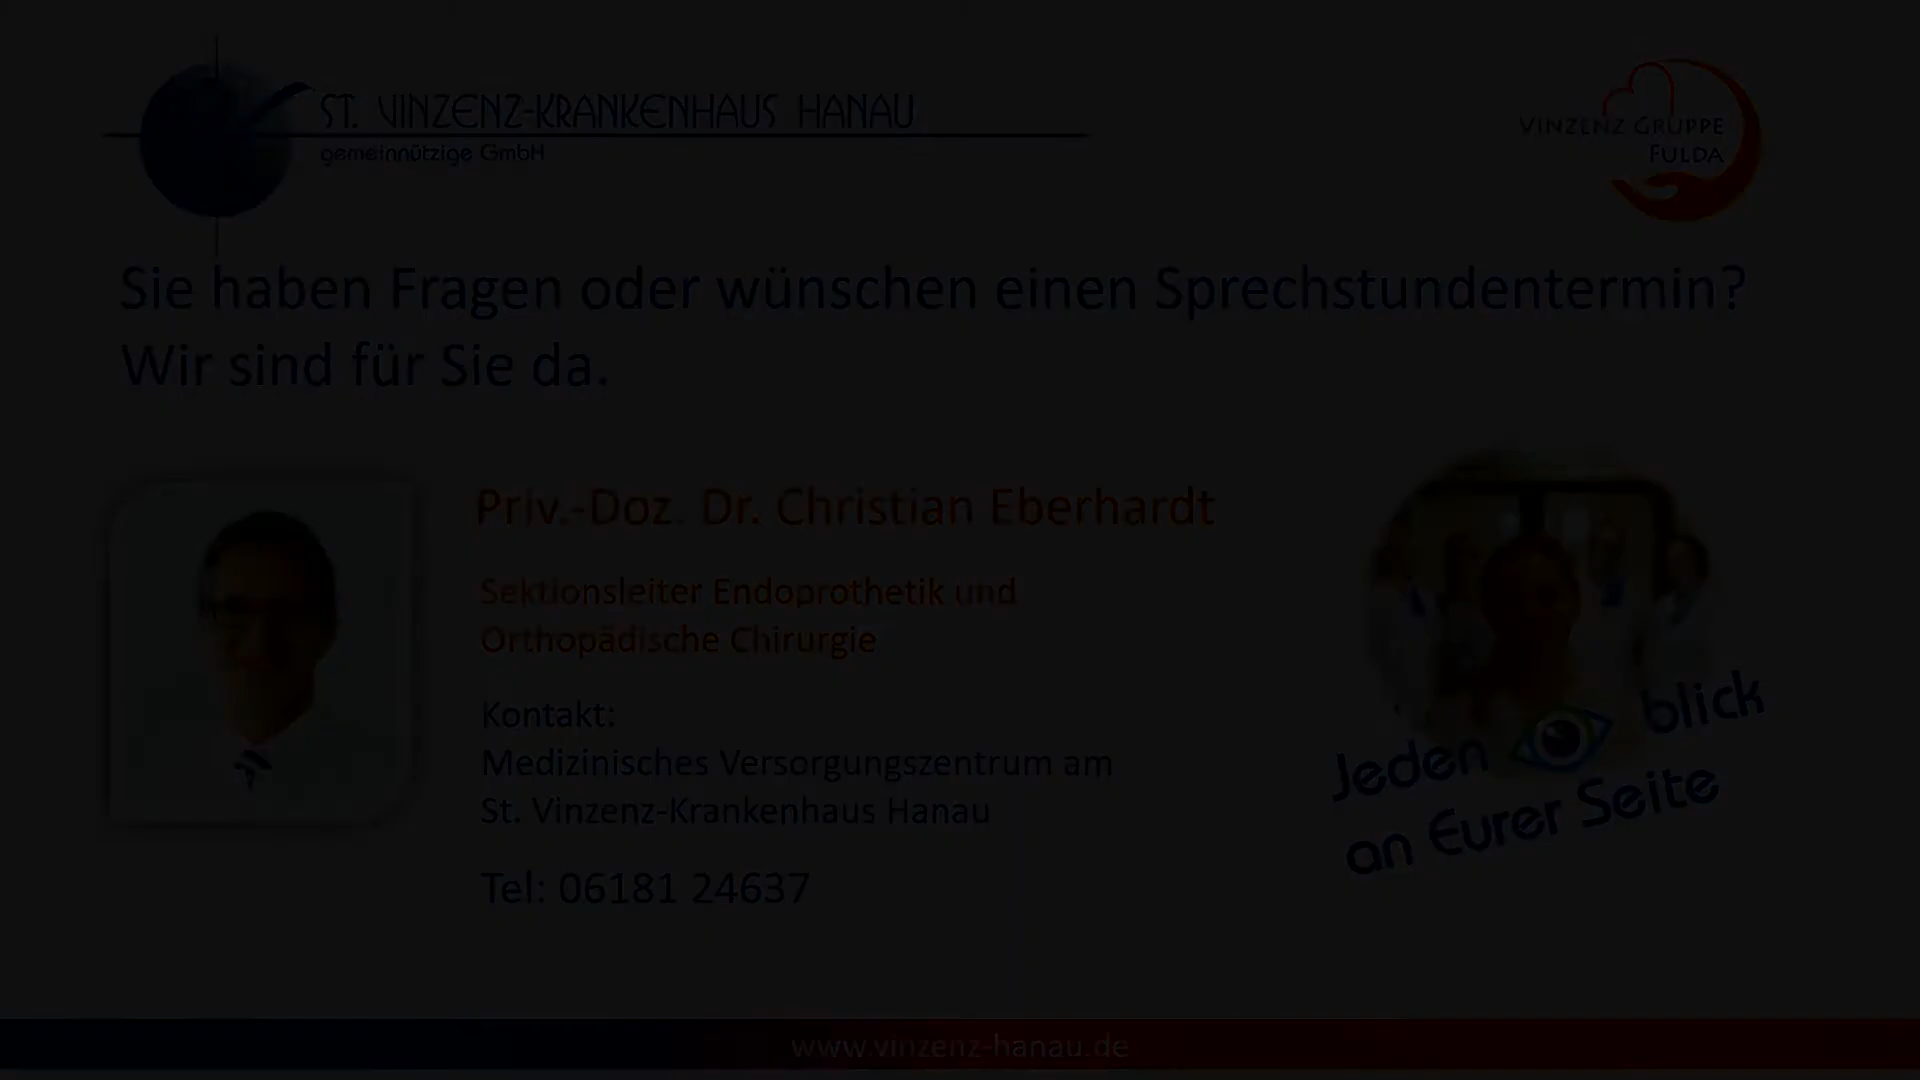 ST. VINZENZ-KRANKENHAUS HANAU
gemeinnützige GmbH
VINZENZ GRUPPE
FULDA
Sie haben Fragen oder wünschen einen Sprechstundentermin?
Wir sind für Sie da.
Priv.-Doz. Dr. Christian Eberhardt
Sektionsleiter Endoprothetik und
Orthopädische Chirurgie
Kontakt:
Medizinisches Versorgungszentrum am
St. Vinzenz-Krankenhaus Hanau
Tel: 06181 24637
Jeden blick
an Eurer Seite
www.vinzenz-hanau.de